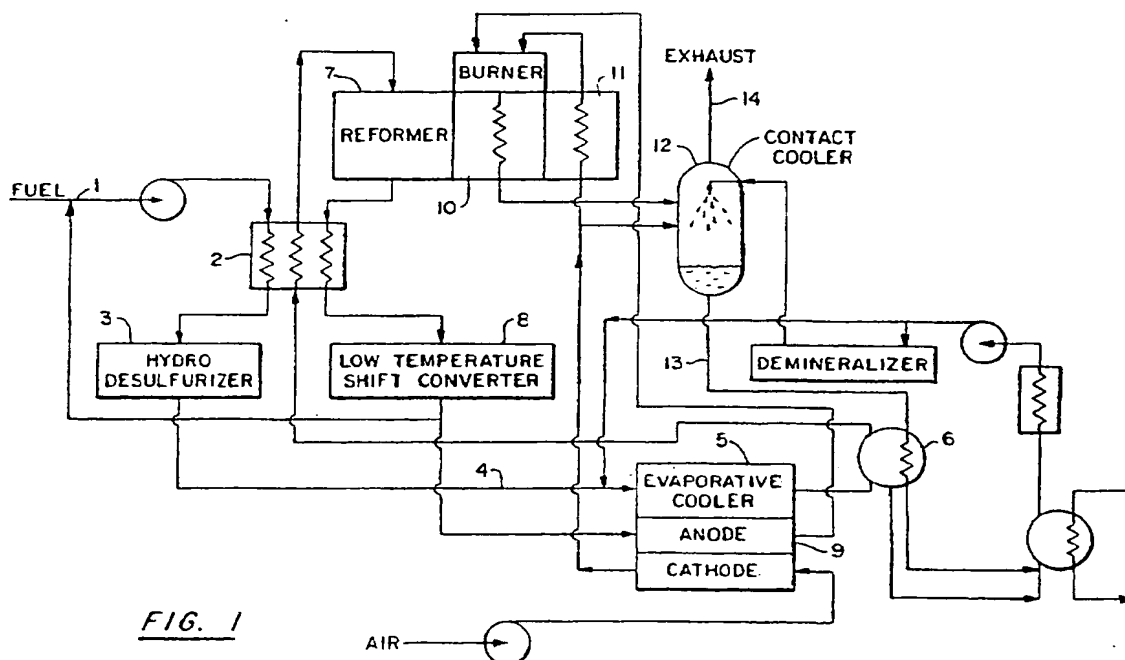 EXHAUST
14
7
BURNER
11
12
CONTACT
COOLER
REFORMER
FUEL
1
10
2
3
8
HYDRO
DESULFURIZER
LOW TEMPERATURE
SHIFT CONVERTER
13
DEMINERALIZER
6
5
4
EVAPORATIVE
COOLER
ANODE
9
CATHODE
FIG. 1
AIR